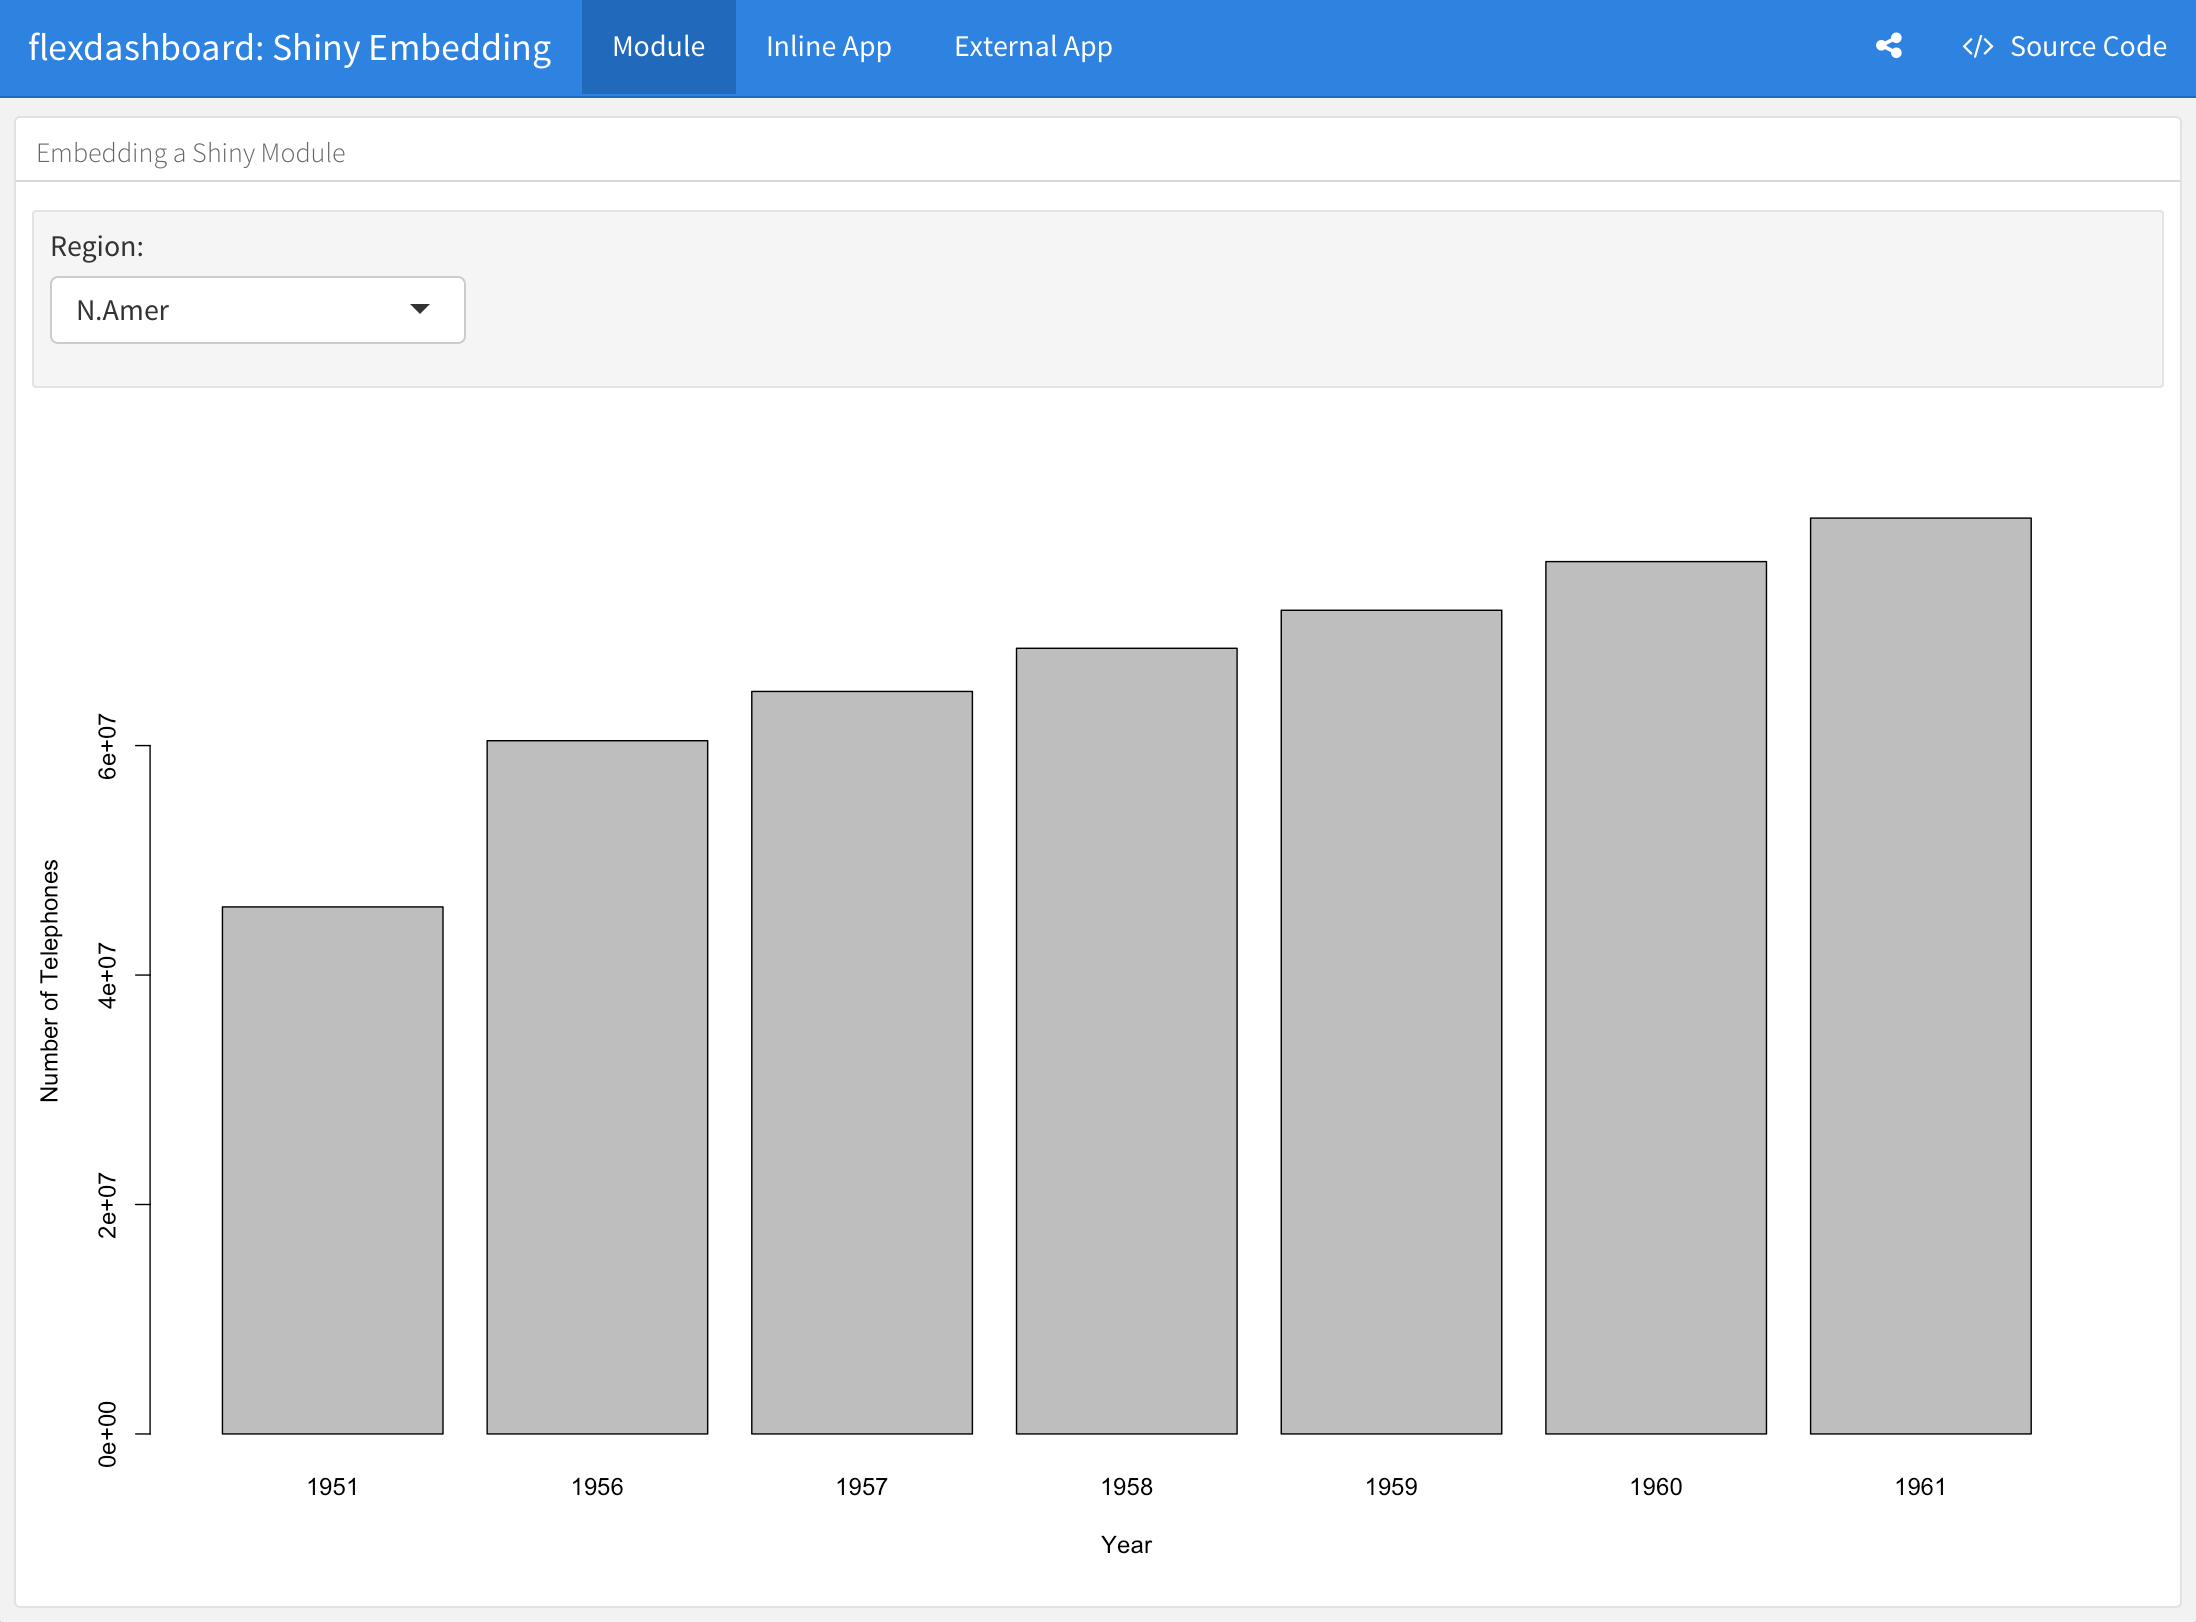 flexdashboard: Shiny Embedding Module Inline App External App </> Source Code
Embedding a Shiny Module
Region:
N.Amer
Number of Telephones
6e+07
4e+07
2e+07
0e+00
1951 1956 1957 1958 1959 1960 1961
Year